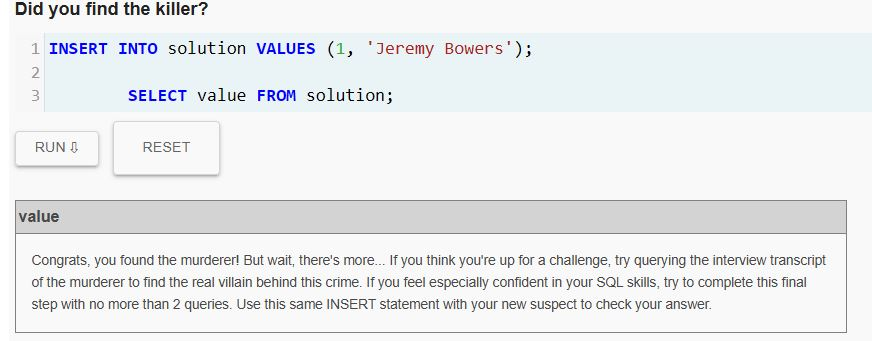 Did you find the killer?
1 INSERT INTO solution VALUES (1, 'Jeremy Bowers');
2
3 SELECT value FROM solution;
RUN ⇩ RESET
value
Congrats, you found the murderer! But wait, there's more... If you think you're up for a challenge, try querying the interview transcript
of the murderer to find the real villain behind this crime. If you feel especially confident in your SQL skills, try to complete this final
step with no more than 2 queries. Use this same INSERT statement with your new suspect to check your answer.